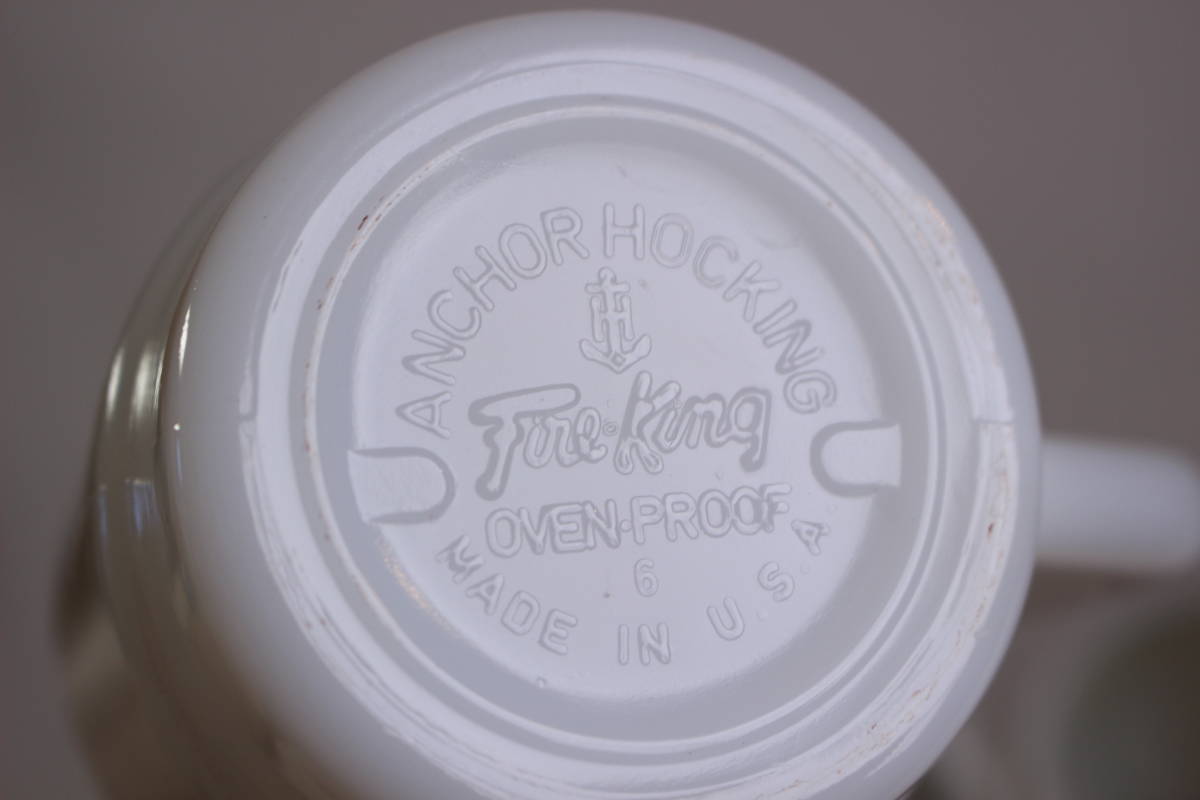 ANCHOR HOCKING
H
Fire-King
OVEN-PROOF
6
MADE IN U.S.A.